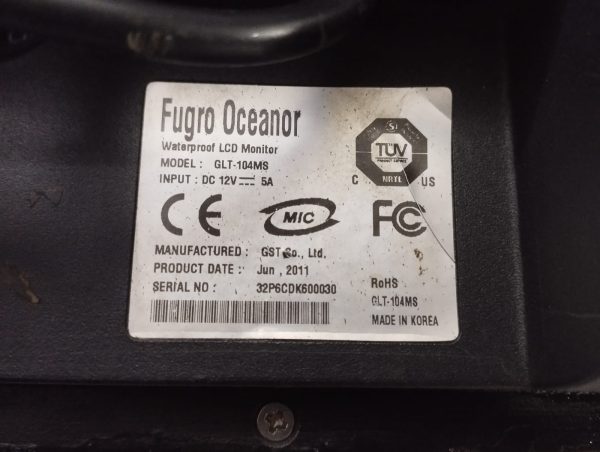 Fugro Oceanor
Waterproof LCD Monitor
MODEL : GLT-104MS
INPUT : DC 12V 5A
TÜV
C NRTL US
CE MIC FC
MANUFACTURED : GST Co., Ltd.
PRODUCT DATE : Jun , 2011
SERIAL NO : 32P6CDK600030
RoHS
GLT-104MS
MADE IN KOREA